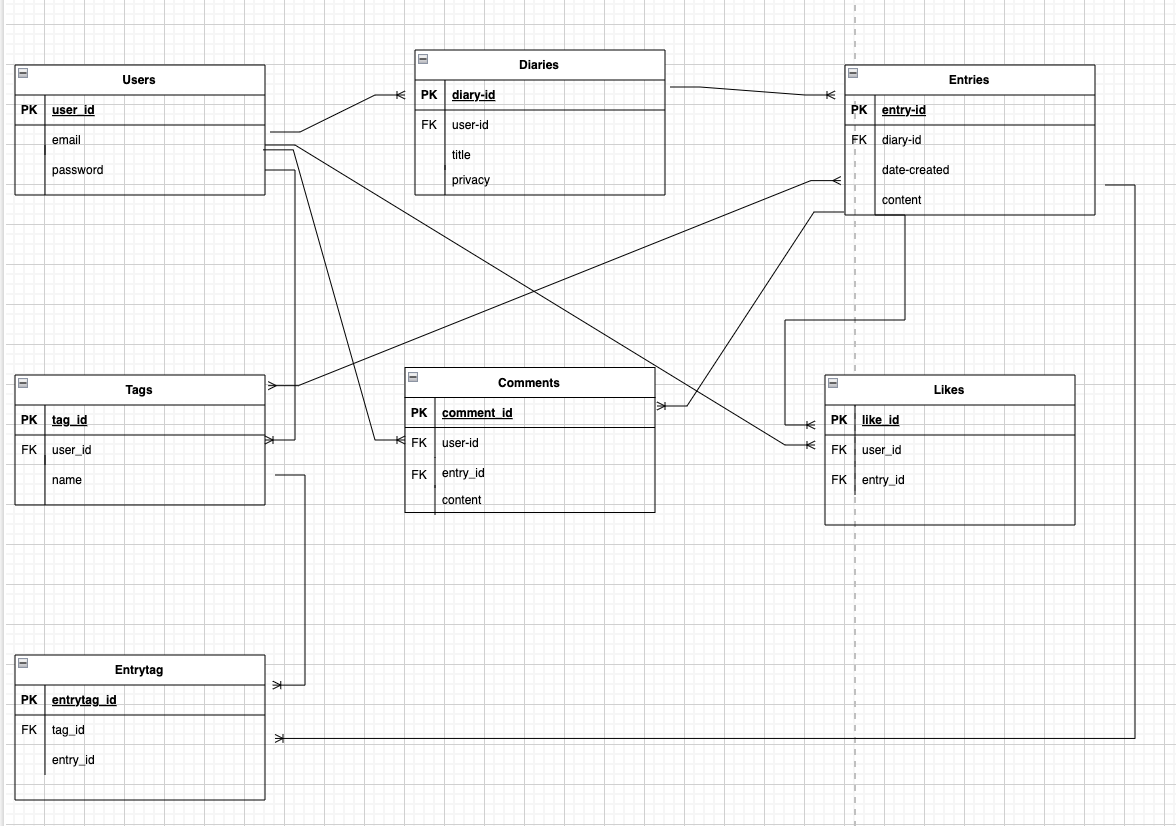 Users
PK user_id
email
password
Diaries
PK diary-id
FK user-id
title
privacy
Entries
PK entry-id
FK diary-id
date-created
content
Tags
PK tag_id
FK user_id
name
Comments
PK comment_id
FK user-id
FK entry_id
content
Likes
PK like_id
FK user_id
FK entry_id
Entrytag
PK entrytag_id
FK tag_id
entry_id